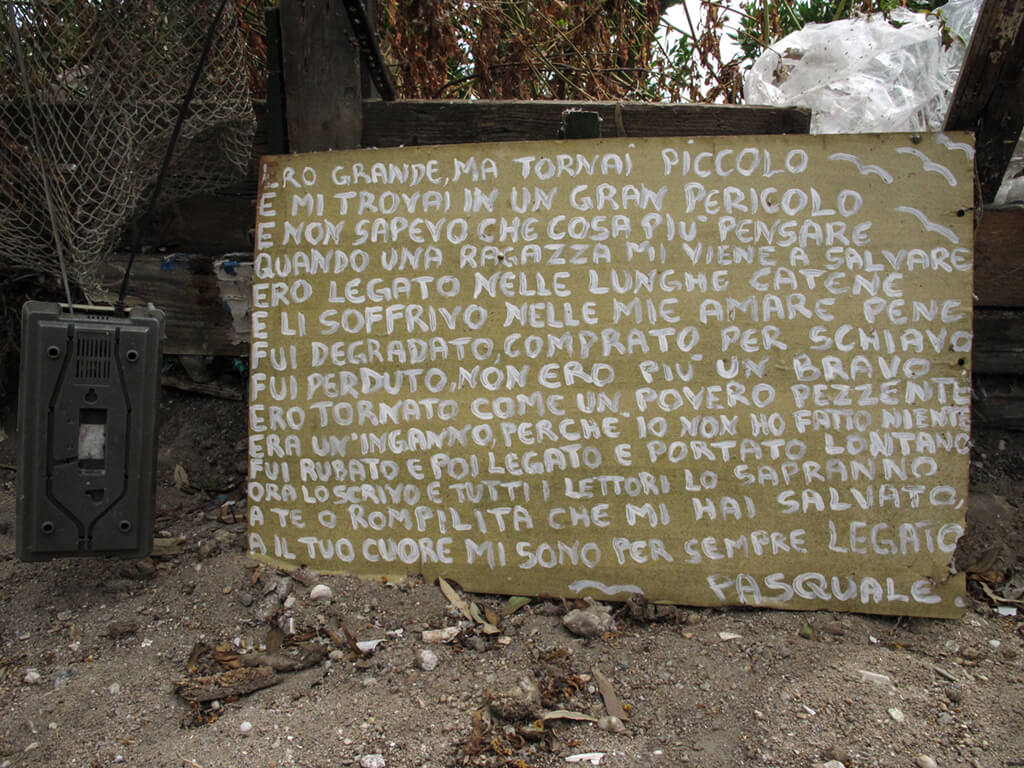 ERO GRANDE, MA TORNAI PICCOLO
E MI TROVAI IN UN GRAN PERICOLO
E NON SAPEVO CHE COSA PIÙ PENSARE
QUANDO UNA RAGAZZA MI VIENE A SALVARE
ERO LEGATO NELLE LUNGHE CATENE
E LI SOFFRIVO NELLE MIE AMARE PENE
FUI DEGRADATO, COMPRATO PER SCHIAVO
FUI PERDUTO, NON ERO PIÙ UN BRAVO
ERO TORNATO COME UN POVERO PEZZENTE
ERA UN'INGANNO, PERCHE IO NON HO FATTO NIENTE
FUI RUBATO E POI LEGATO E PORTATO LONTANO
ORA LO SCRIVO E TUTTI I LETTORI LO SAPRANNO
A TE O ROMPILITA CHE MI HAI SALVATO,
A IL TUO CUORE MI SONO PER SEMPRE LEGATO
PASQUALE.